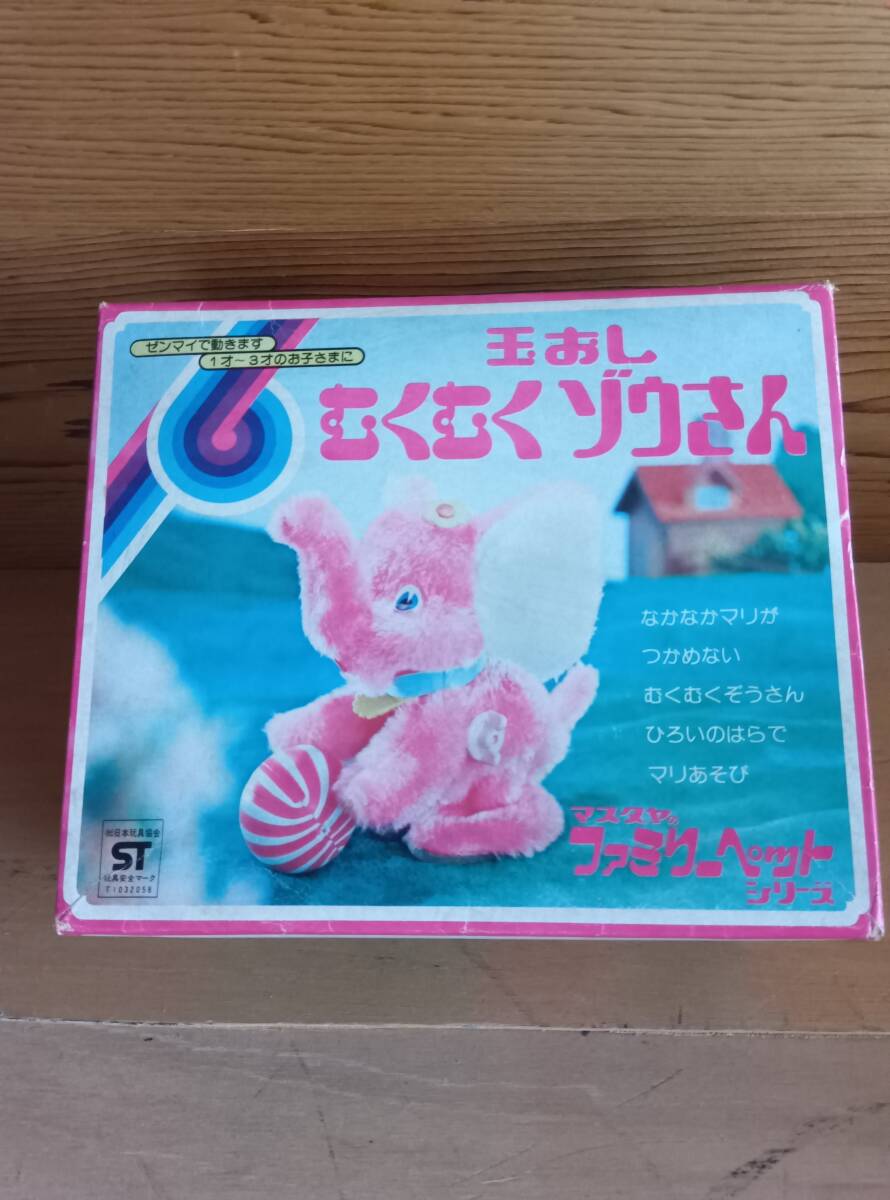 ゼンマイで動きます
1才~3才のお子さまに
玉おし
むくむくゾウさん
なかなかマリが
つかめない
むくむくぞうさん
ひろいのはらで
マリあそび
マスダヤの
ファミリーペット
シリーズ
㈳日本玩具協会
ST
玩具安全マーク
T1032058